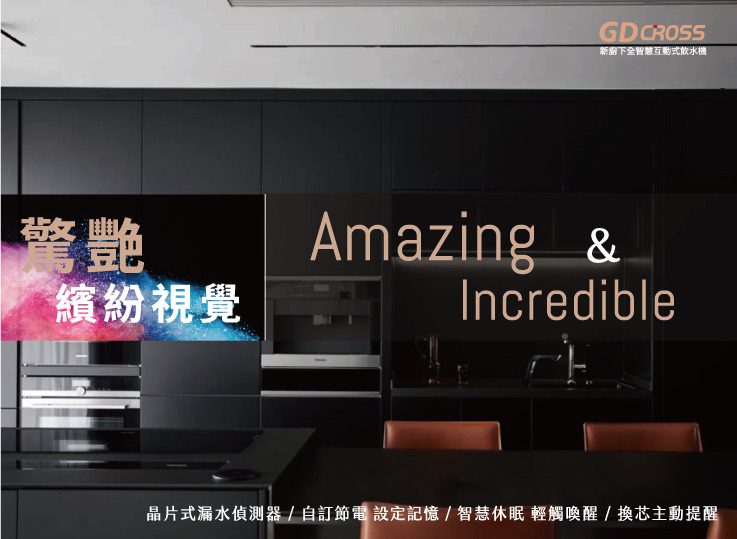 GDCROSS
新廚下全智慧互動式飲水機
驚艷
繽紛視覺
Amazing &
Incredible
晶片式漏水偵測器 / 自訂節電 設定記憶 / 智慧休眠 輕觸喚醒 / 換芯主動提醒